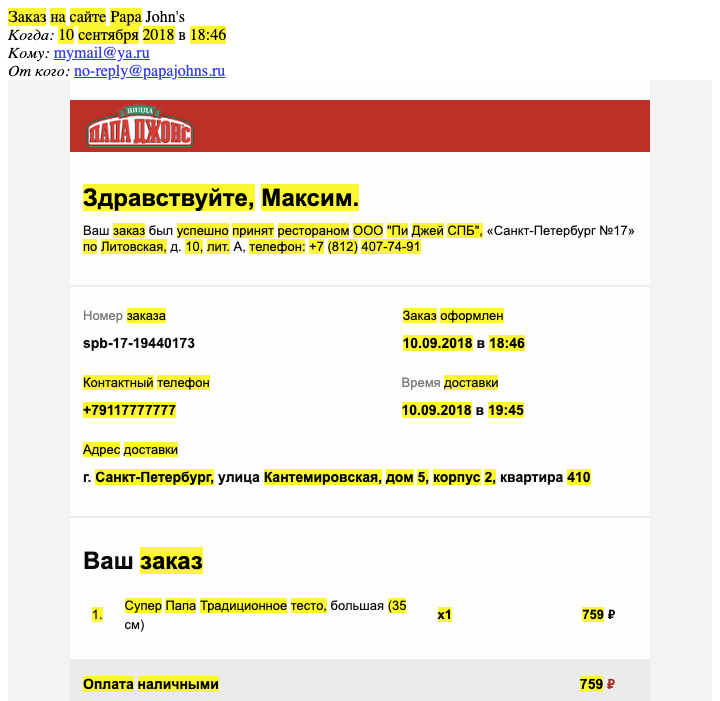 Заказ на сайте Papa John's
Когда: 10 сентября 2018 в 18:46
Кому: mymail@ya.ru
От кого: no-reply@papajohns.ru
ПИЦЦА
ПАПА ДЖОНС
Здравствуйте, Максим.
Ваш заказ был успешно принят рестораном ООО "Пи Джей СПБ", «Санкт-Петербург №17»
по Литовская, д. 10, лит. А, телефон: +7 (812) 407-74-91
Номер заказа Заказ оформлен
spb-17-19440173 10.09.2018 в 18:46
Контактный телефон Время доставки
+79117777777 10.09.2018 в 19:45
Адрес доставки
г. Санкт-Петербург, улица Кантемировская, дом 5, корпус 2, квартира 410
Ваш заказ
1. Супер Папа Традиционное тесто, большая (35 x1 759 ₽
см)
Оплата наличными 759 ₽